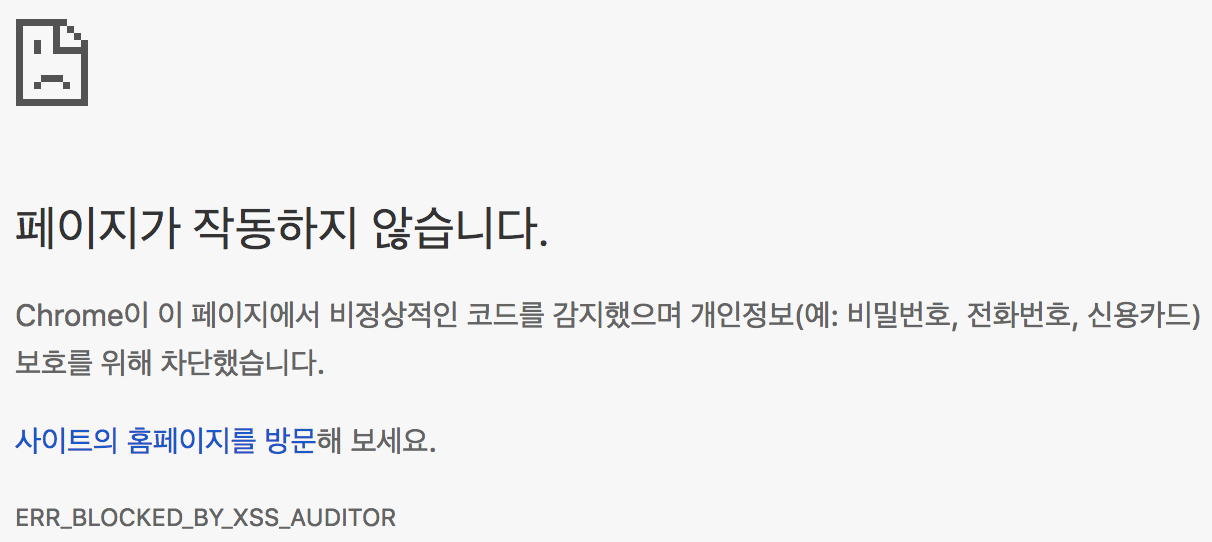 페이지가 작동하지 않습니다.
Chrome이 이 페이지에서 비정상적인 코드를 감지했으며 개인정보(예: 비밀번호, 전화번호, 신용카드)
보호를 위해 차단했습니다.
사이트의 홈페이지를 방문해 보세요.
ERR_BLOCKED_BY_XSS_AUDITOR